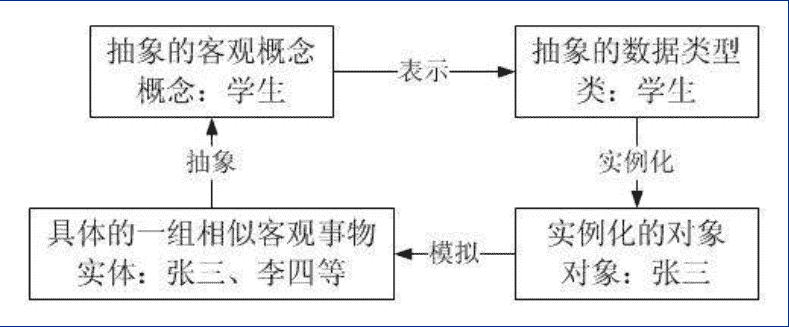 抽象的客观概念
概念：学生
表示
抽象的数据类型
类：学生
抽象
实例化
具体的一组相似客观事物
实体：张三、李四等
模拟
实例化的对象
对象：张三